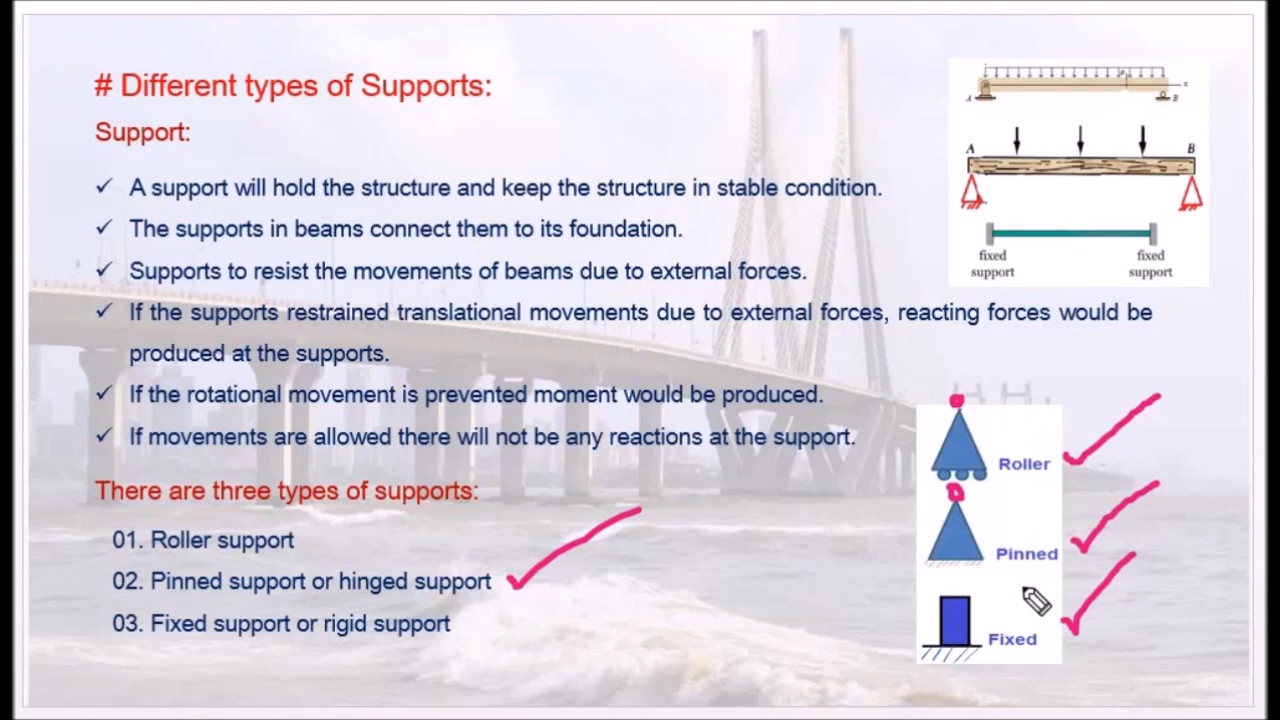 # Different types of Supports:
Support:
✓ A support will hold the structure and keep the structure in stable condition.
✓ The supports in beams connect them to its foundation.
✓ Supports to resist the movements of beams due to external forces.
✓ If the supports restrained translational movements due to external forces, reacting forces would be
produced at the supports.
✓ If the rotational movement is prevented moment would be produced.
✓ If movements are allowed there will not be any reactions at the support.
There are three types of supports:
01. Roller support
02. Pinned support or hinged support
03. Fixed support or rigid support
A B x
A B
fixed fixed
support support
Roller
Pinned
Fixed